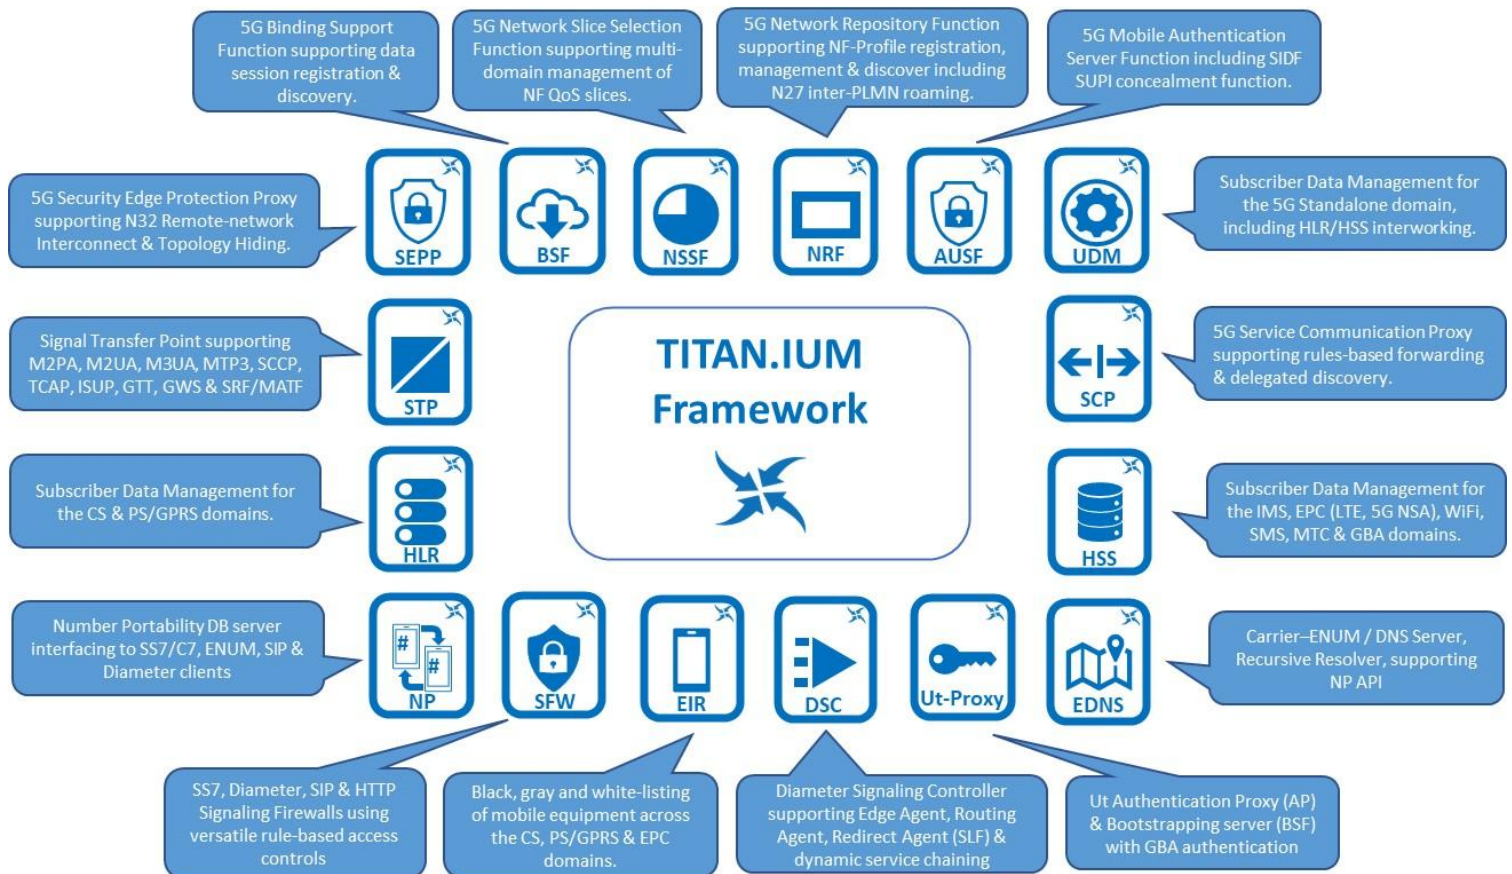 5G Binding Support
Function supporting data
session registration &
discovery.
5G Network Slice Selection
Function supporting multi-
domain management of
NF QoS slices.
5G Network Repository Function
supporting NF-Profile registration,
management & discover including
N27 inter-PLMN roaming.
5G Mobile Authentication
Server Function including SIDF
SUPI concealment function.
5G Security Edge Protection Proxy
supporting N32 Remote-network
Interconnect & Topology Hiding.
SEPP
BSF
NSSF
NRF
AUSF
UDM
Subscriber Data Management for
the 5G Standalone domain,
including HLR/HSS interworking.
Signal Transfer Point supporting
M2PA, M2UA, M3UA, MTP3, SCCP,
TCAP, ISUP, GTT, GWS & SRF/MATF
STP
TITAN.IUM
Framework
SCP
5G Service Communication Proxy
supporting rules-based forwarding
& delegated discovery.
Subscriber Data Management for
the CS & PS/GPRS domains.
HLR
HSS
Subscriber Data Management for
the IMS, EPC (LTE, 5G NSA), WiFi,
SMS, MTC & GBA domains.
Number Portability DB server
interfacing to SS7/C7, ENUM, SIP &
Diameter clients
#
#
NP
SFW
EIR
DSC
Ut-Proxy
EDNS
Carrier–ENUM / DNS Server,
Recursive Resolver, supporting
NP API
SS7, Diameter, SIP & HTTP
Signaling Firewalls using
versatile rule-based access
controls
Black, gray and white-listing
of mobile equipment across
the CS, PS/GPRS & EPC
domains.
Diameter Signaling Controller
supporting Edge Agent, Routing
Agent, Redirect Agent (SLF) &
dynamic service chaining
Ut Authentication Proxy (AP)
& Bootstrapping server (BSF)
with GBA authentication